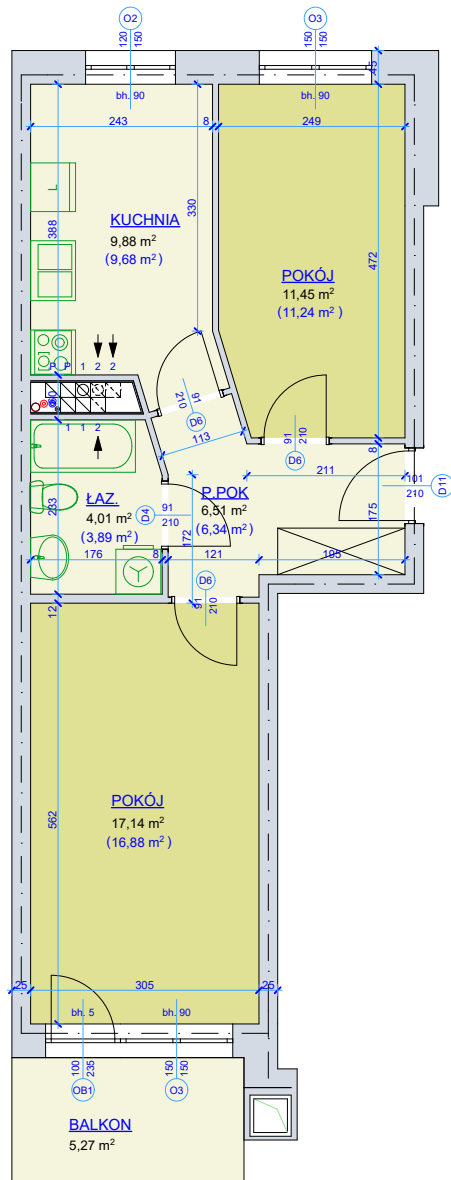 O2
O3
120
150
150
150
45
bh. 90
bh. 90
243
8
249
L
388
330
472
KUCHNIA
9,88 m²
(9,68 m²)
POKÓJ
11,45 m²
(11,24 m²)
P P 1 2 2
91
210
D6
113
91
210
D6
8
211
101
210
D11
1 1 2
ŁAZ.
4,01 m²
(3,89 m²)
233
D4
91
210
P.POK
6,51 m²
(6,34 m²)
172
175
176
8
121
195
12
D6
91
210
POKÓJ
17,14 m²
(16,88 m²)
562
25
305
25
bh. 5
bh. 90
100
235
150
150
OB1
O3
BALKON
5,27 m²